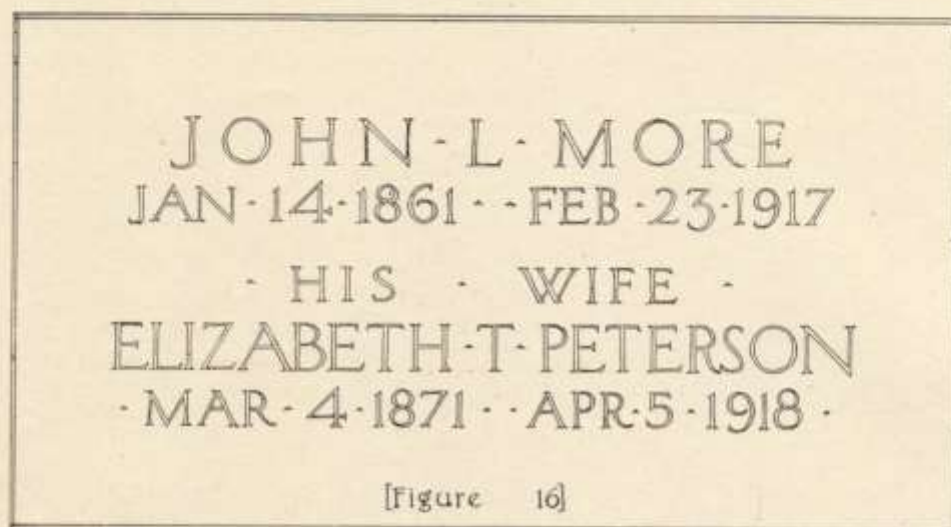 JOHN · L · MORE
JAN · 14 · 1861 · · FEB · 23 · 1917
· HIS · WIFE ·
ELIZABETH · T · PETERSON
· MAR · 4 · 1871 · · APR · 5 · 1918 ·
[Figure 16]